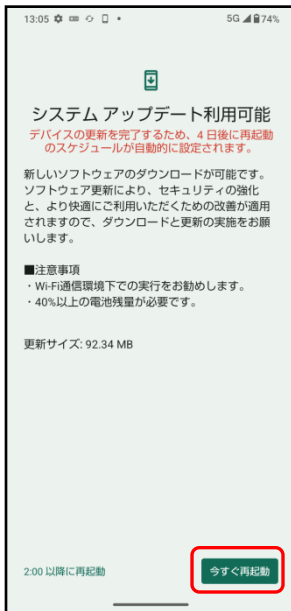 13:05 5G 74%
システム アップデート利用可能
デバイスの更新を完了するため、4 日後に再起動
のスケジュールが自動的に設定されます。
新しいソフトウェアのダウンロードが可能です。
ソフトウェア更新により、セキュリティの強化
と、より快適にご利用いただくための改善が適用
されますので、ダウンロードと更新の実施をお願
いします。
■注意事項
・Wi-Fi通信環境下での実行をお勧めします。
・40%以上の電池残量が必要です。
更新サイズ: 92.34 MB
2:00 以降に再起動 今すぐ再起動